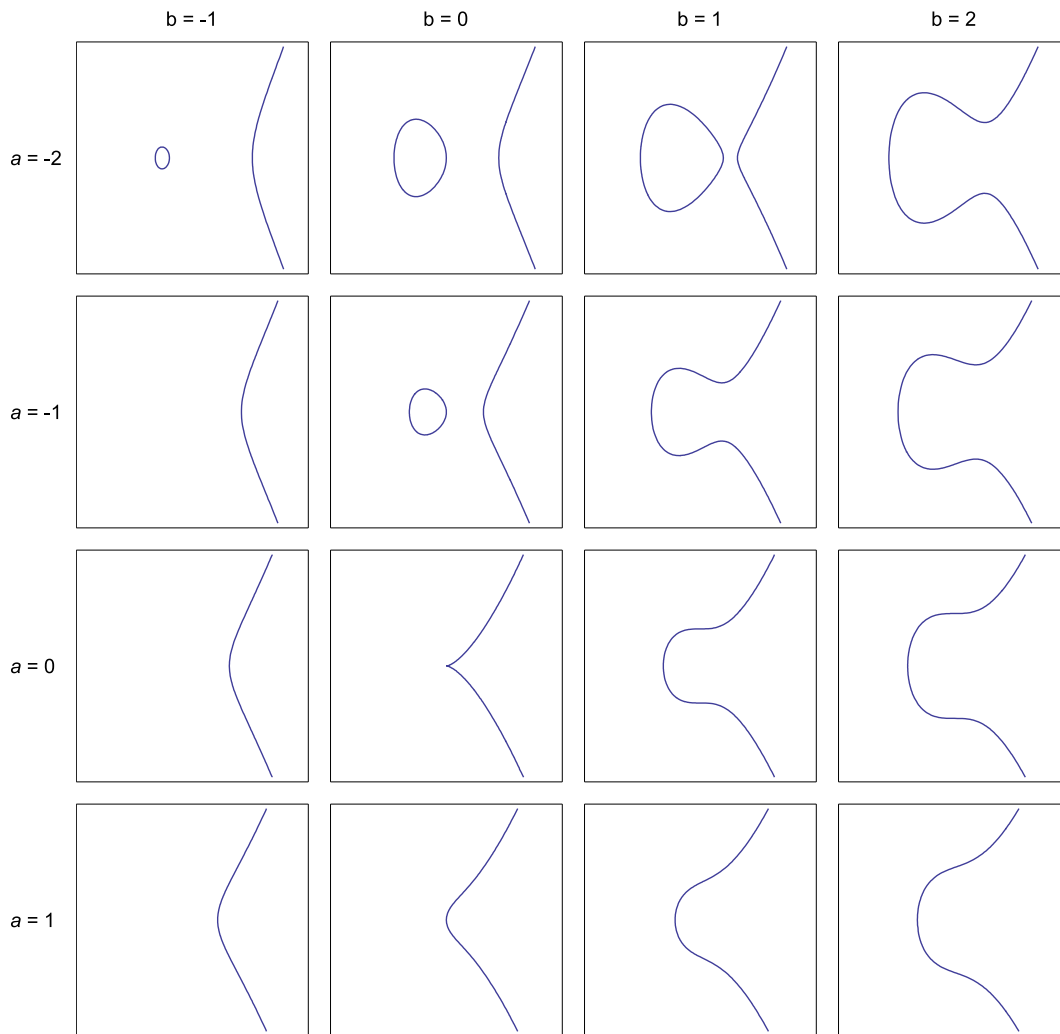 b = -1 b = 0 b = 1 b = 2
a = -2
a = -1
a = 0
a = 1